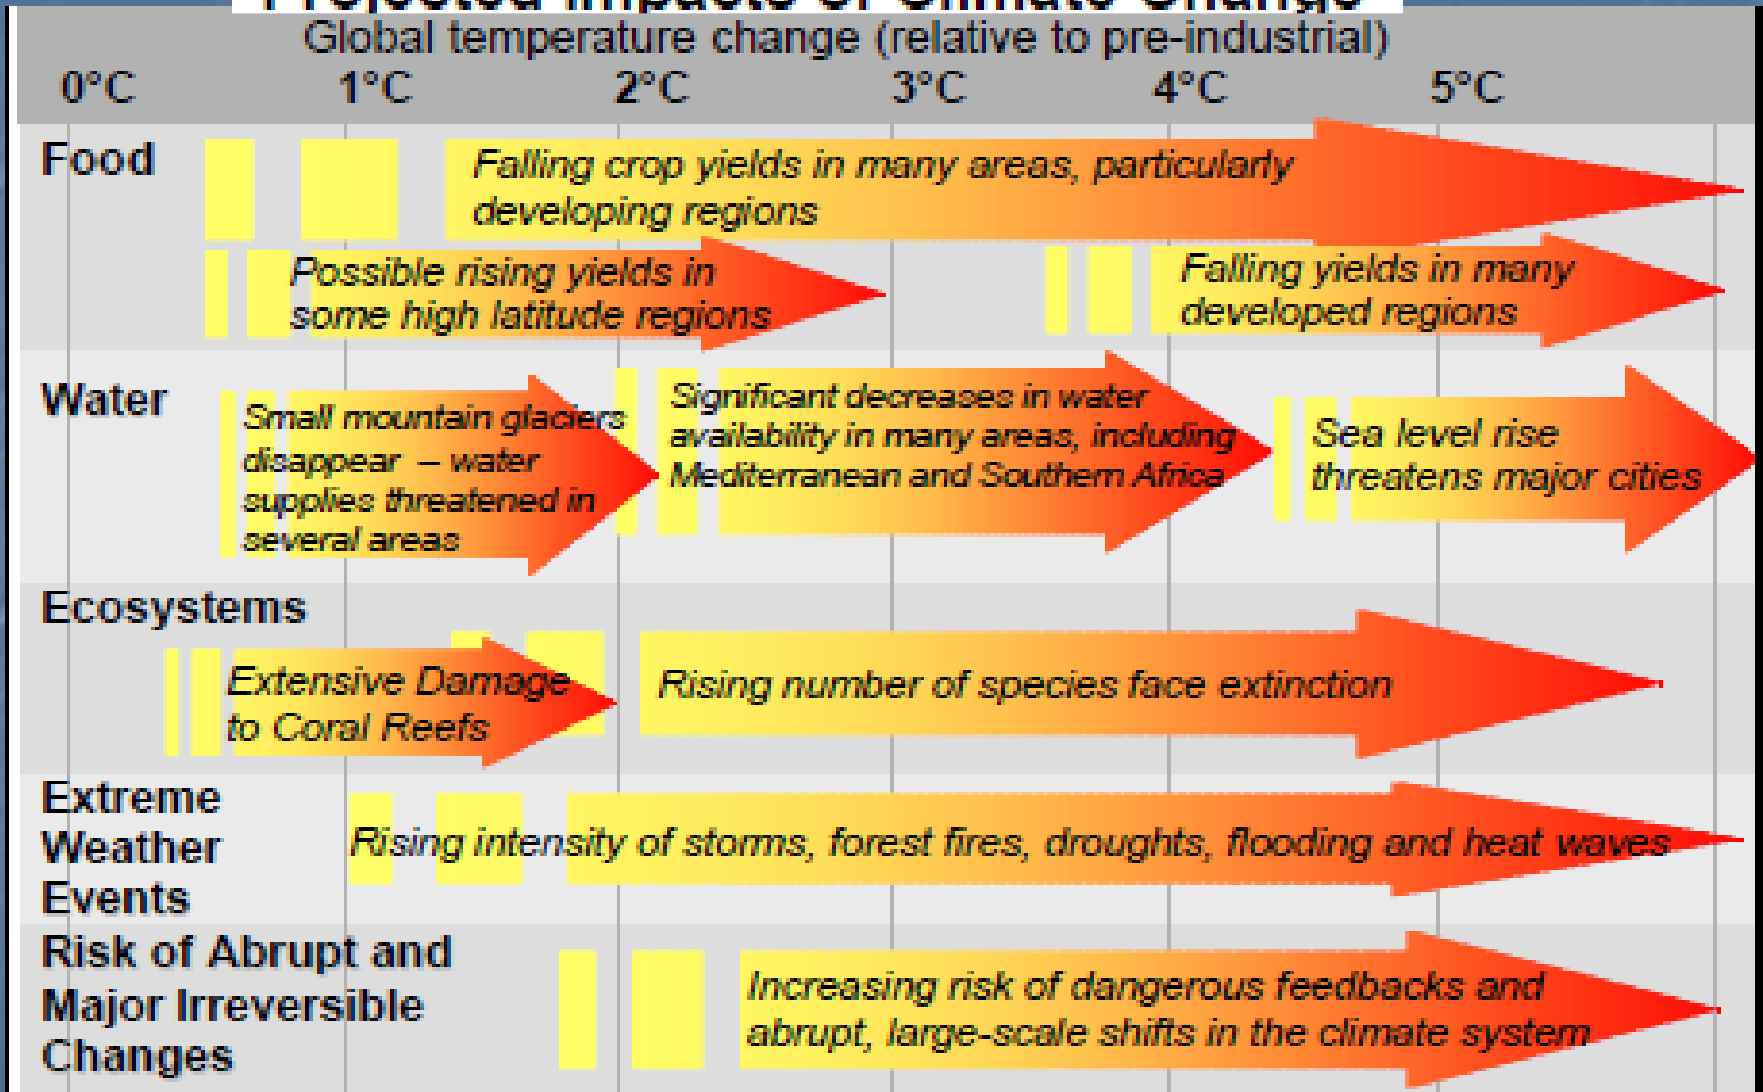 Projected Impacts of Climate Change
Global temperature change (relative to pre-industrial)
0°C 1°C 2°C 3°C 4°C 5°C
Food
Falling crop yields in many areas, particularly
developing regions
Possible rising yields in
some high latitude regions
Falling yields in many
developed regions
Water
Small mountain glaciers
disappear – water
supplies threatened in
several areas
Significant decreases in water
availability in many areas, including
Mediterranean and Southern Africa
Sea level rise
threatens major cities
Ecosystems
Extensive Damage
to Coral Reefs
Rising number of species face extinction
Extreme
Weather
Events
Rising intensity of storms, forest fires, droughts, flooding and heat waves
Risk of Abrupt and
Major Irreversible
Changes
Increasing risk of dangerous feedbacks and
abrupt, large-scale shifts in the climate system